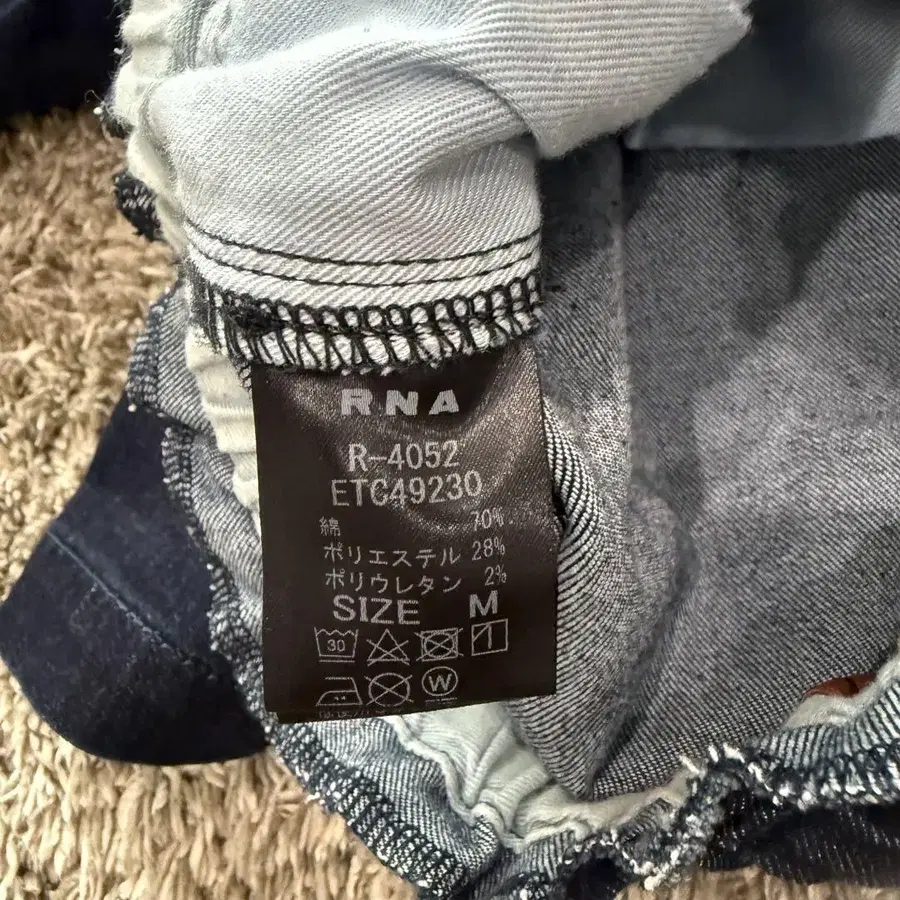 RNA
R-4052
ETC49230
綿 70%
ポリエステル 28%
ポリウレタン 2%
SIZE M
30
W